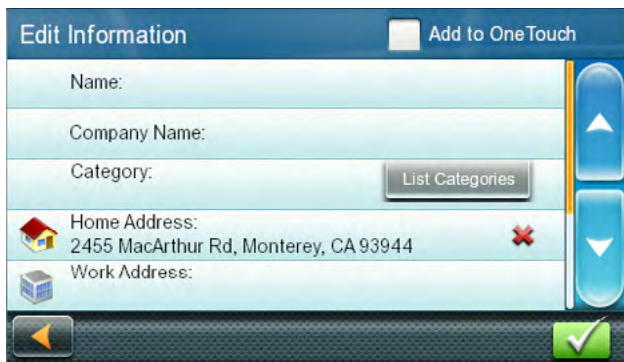 Edit Information
Add to OneTouch
Name:
Company Name:
Category:
List Categories
Home Address:
2455 MacArthur Rd, Monterey, CA 93944
Work Address: